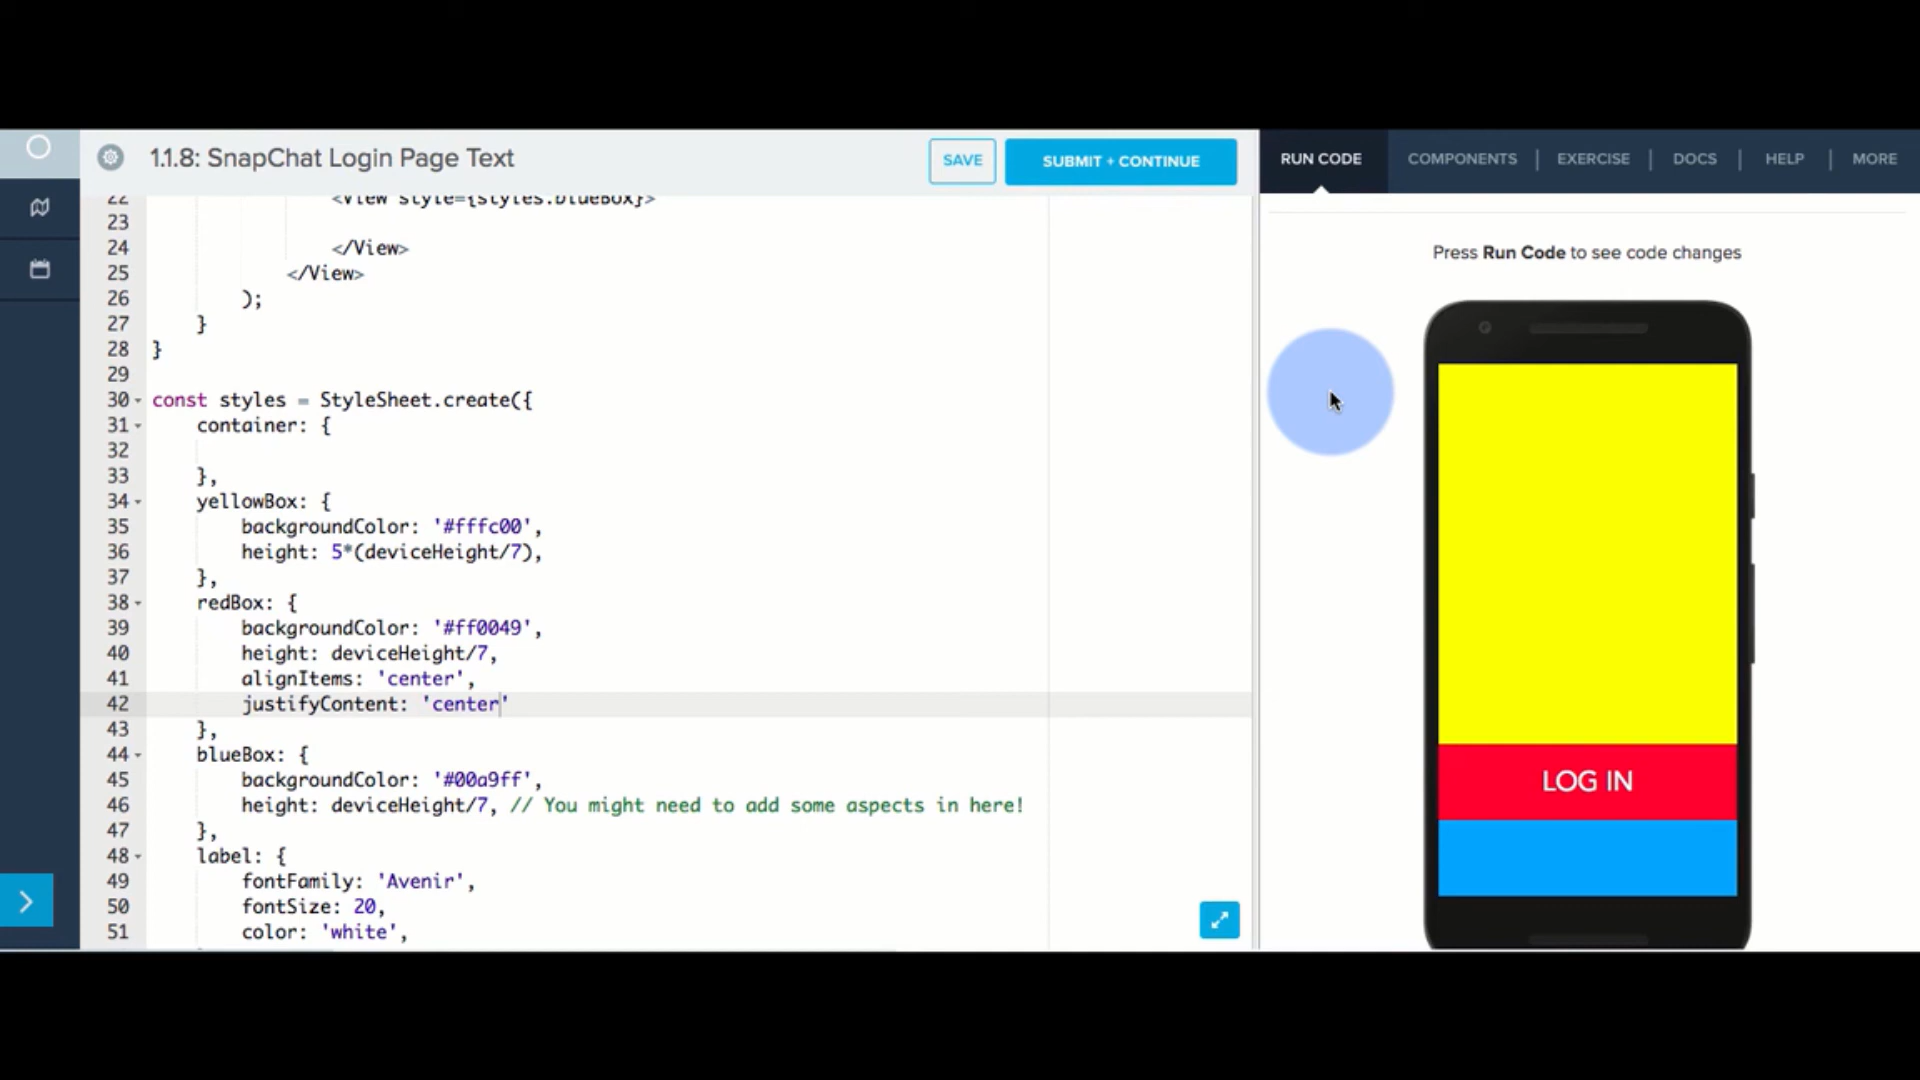 1.1.8: SnapChat Login Page Text
SAVE
SUBMIT + CONTINUE
RUN CODE
COMPONENTS
EXERCISE
DOCS
HELP
MORE
22 <View style={styles.blueBox}>
23
24 </View>
25 </View>
26 );
27 }
28 }
29
30 const styles = StyleSheet.create({
31 container: {
32
33 },
34 yellowBox: {
35 backgroundColor: '#fffc00',
36 height: 5*(deviceHeight/7),
37 },
38 redBox: {
39 backgroundColor: '#ff0049',
40 height: deviceHeight/7,
41 alignItems: 'center',
42 justifyContent: 'center'
43 },
44 blueBox: {
45 backgroundColor: '#00a9ff',
46 height: deviceHeight/7, // You might need to add some aspects in here!
47 },
48 label: {
49 fontFamily: 'Avenir',
50 fontSize: 20,
51 color: 'white',
Press Run Code to see code changes
LOG IN